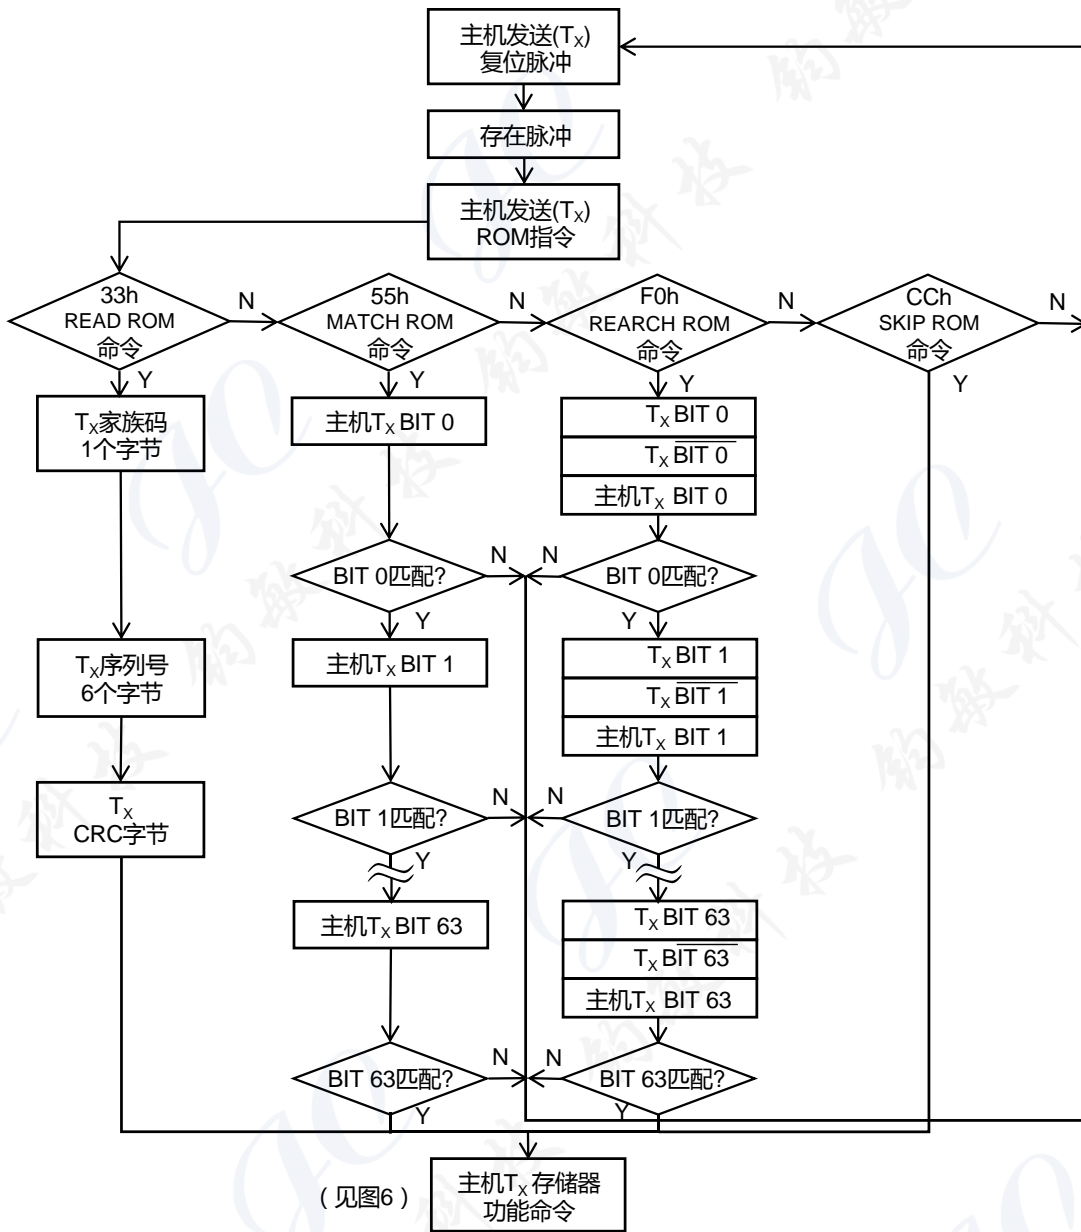 主机发送(TX)
复位脉冲
存在脉冲
主机发送(TX)
ROM指令
33h
READ ROM
命令
N
Y
55h
MATCH ROM
命令
N
Y
F0h
REARCH ROM
命令
N
Y
CCh
SKIP ROM
命令
N
Y
TX家族码
1个字节
主机TX BIT 0
TX BIT 0
TX BIT 0
主机TX BIT 0
BIT 0匹配?
N
Y
N
BIT 0匹配?
Y
TX序列号
6个字节
主机TX BIT 1
TX BIT 1
TX BIT 1
主机TX BIT 1
TX
CRC字节
BIT 1匹配?
N
Y
N
BIT 1匹配?
Y
主机TX BIT 63
TX BIT 63
TX BIT 63
主机TX BIT 63
BIT 63匹配?
N
Y
N
BIT 63匹配?
Y
(见图6)
主机TX 存储器
功能命令
钧敏科技